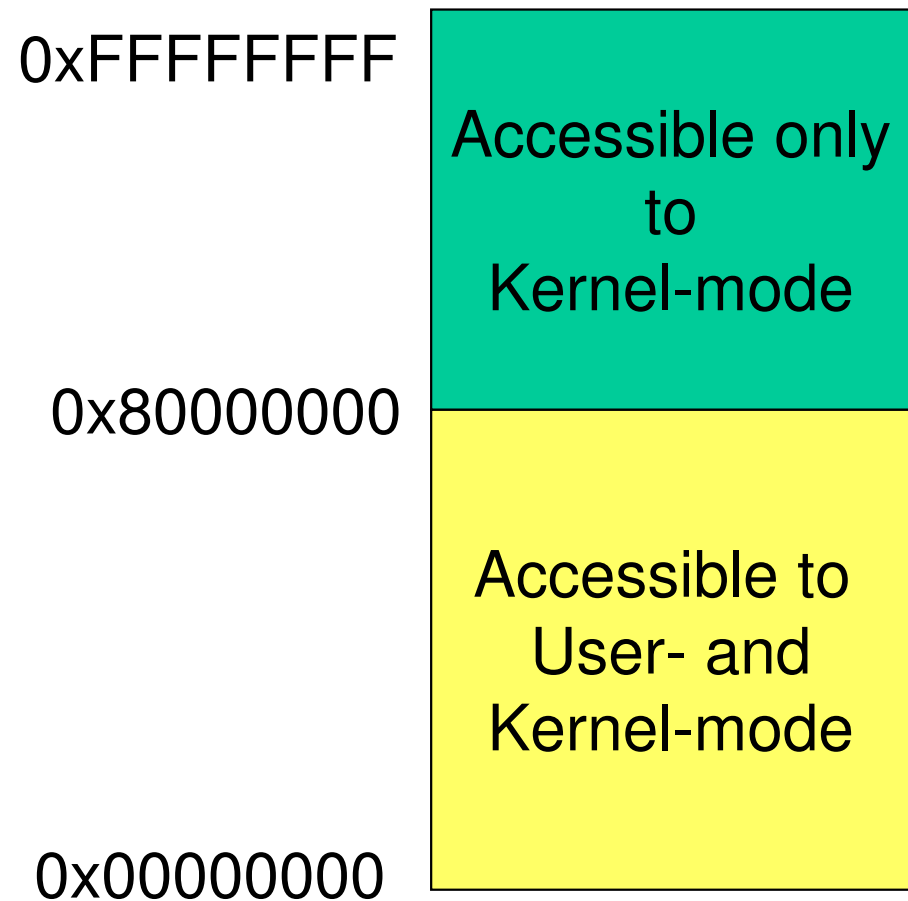 0xFFFFFFFF
Accessible only
to
Kernel-mode
0x80000000
Accessible to
User- and
Kernel-mode
0x00000000